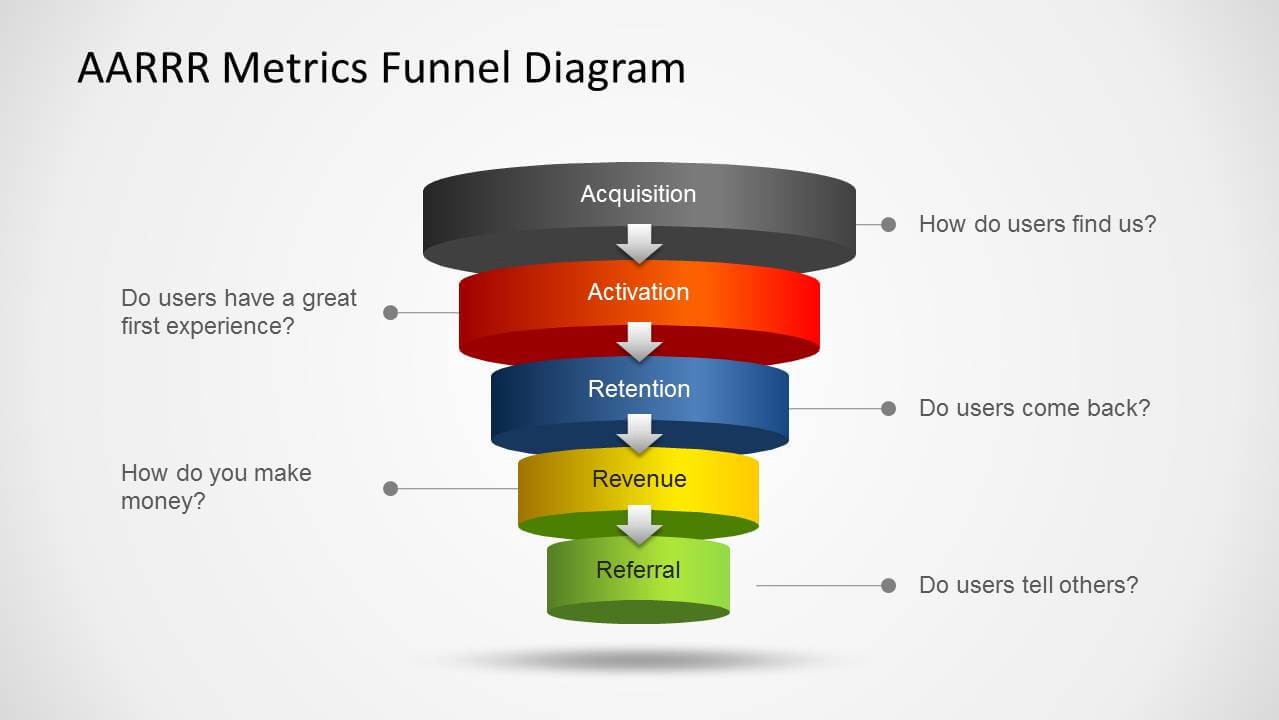 AARRR Metrics Funnel Diagram
Acquisition
How do users find us?
Activation
Do users have a great
first experience?
Retention
Do users come back?
How do you make
money?
Revenue
Referral
Do users tell others?